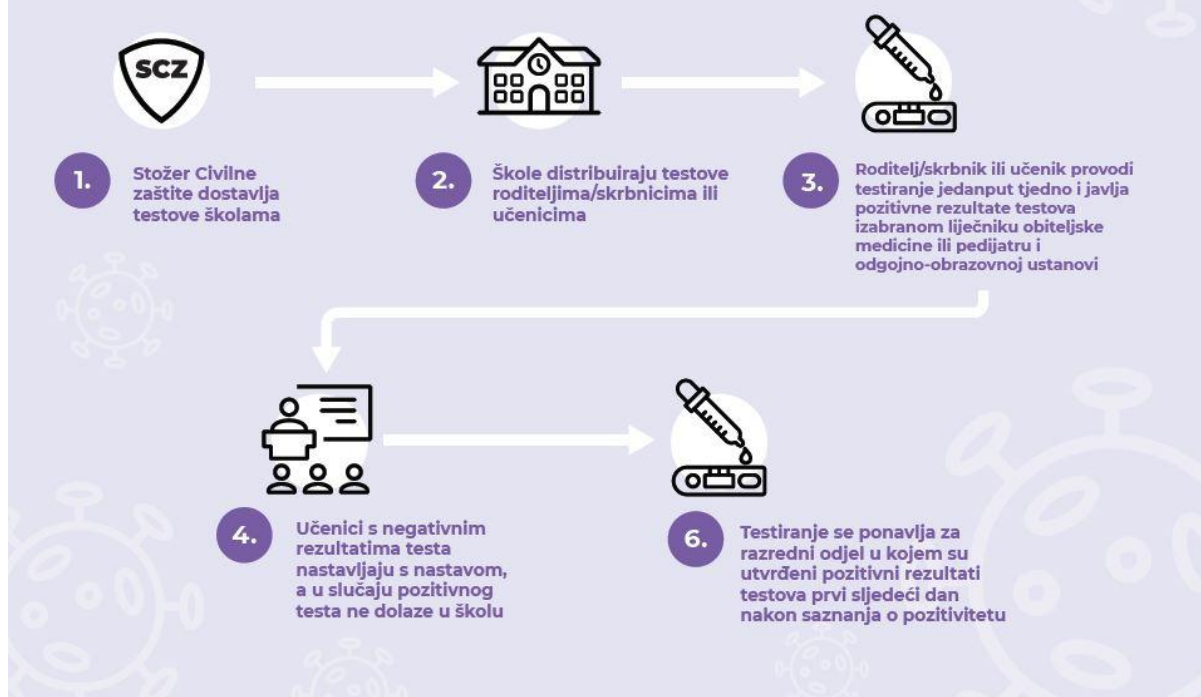 SCZ
1.
Stožer Civilne
zaštite dostavlja
testove školama
2.
Škole distribuiraju testove
roditeljima/skrbnicima ili
učenicima
3.
Roditelj/skrbnik ili učenik provodi
testiranje jedanput tjedno i javlja
pozitivne rezultate testova
izabranom liječniku obiteljske
medicine ili pedijatru i
odgojno-obrazovnoj ustanovi
4.
Učenici s negativnim
rezultatima testa
nastavljaju s nastavom,
a u slučaju pozitivnog
testa ne dolaze u školu
6.
Testiranje se ponavlja za
razredni odjel u kojem su
utvrđeni pozitivni rezultati
testova prvi sljedeći dan
nakon saznanja o pozitivitetu